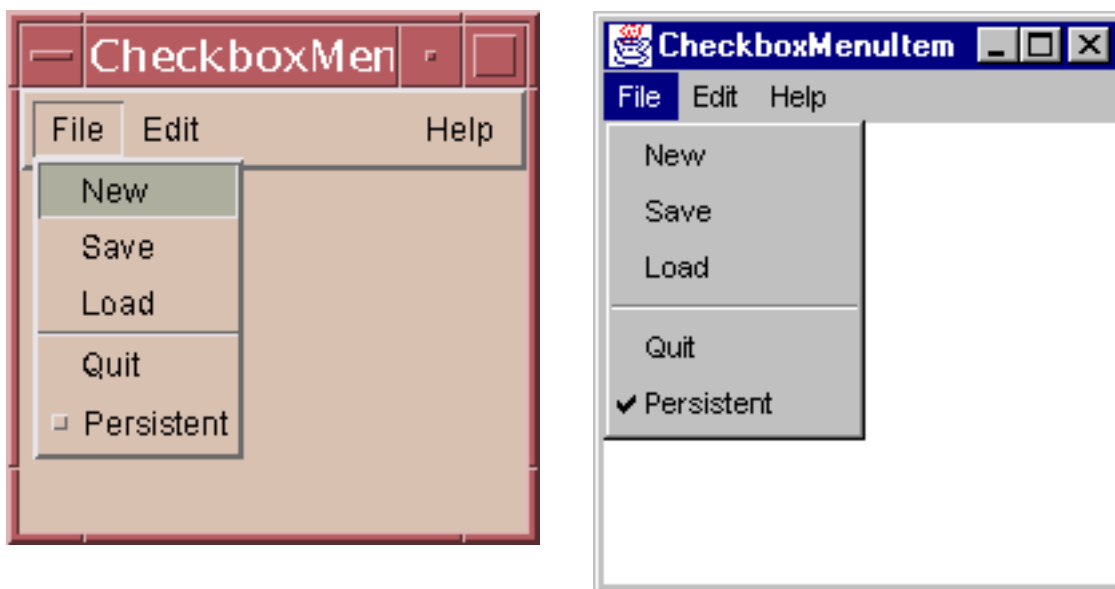 CheckboxMen
File Edit Help
New
Save
Load
Quit
Persistent
CheckboxMenuItem
File Edit Help
New
Save
Load
Quit
Persistent